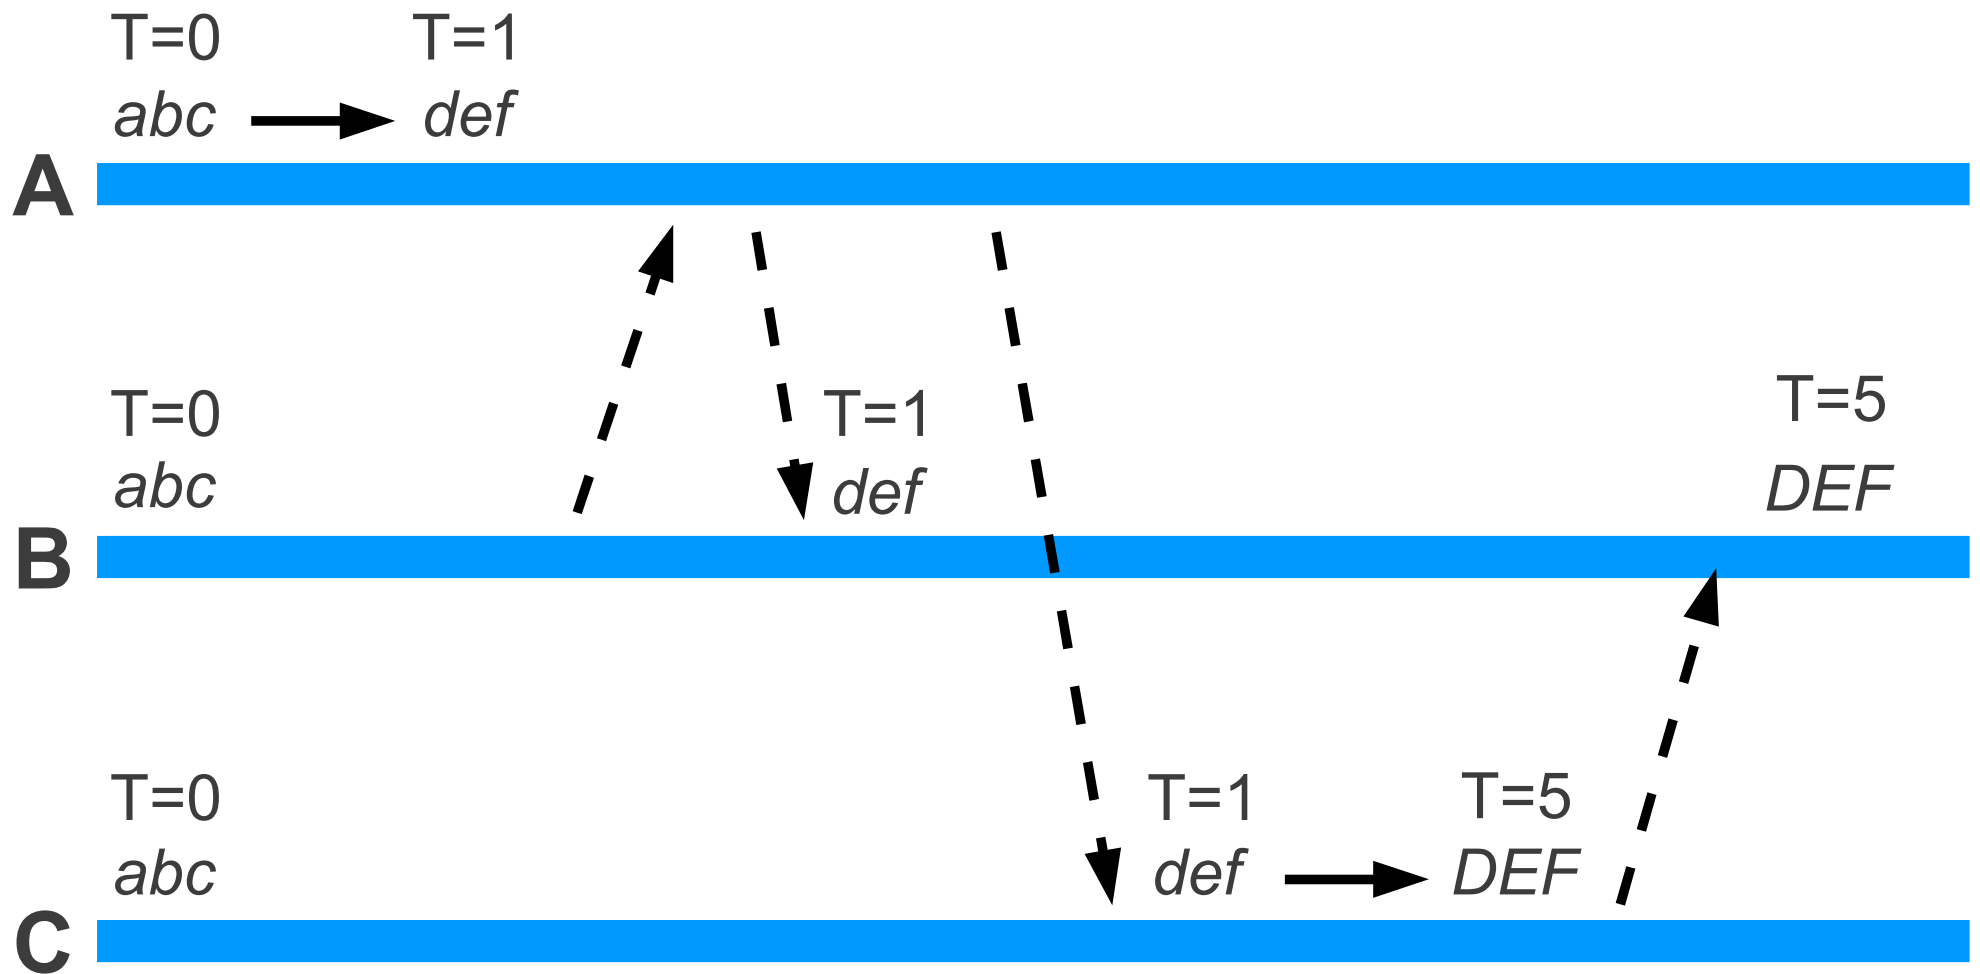 T=0 T=1
abc def
A
T=0 T=1 T=5
abc def DEF
B
T=0 T=1 T=5
abc def DEF
C